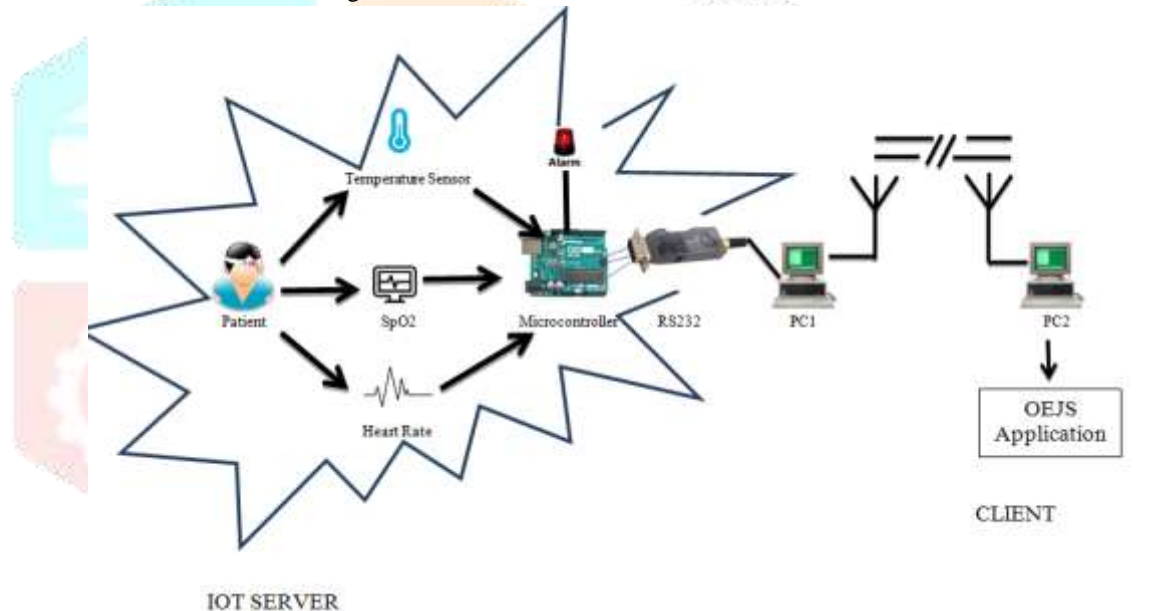 Alarm
Temperature Sensor
Patient
SpO2
Microcontroller
RS232
PC1
PC2
Heart Rate
OEJS
Application
CLIENT
IOT SERVER